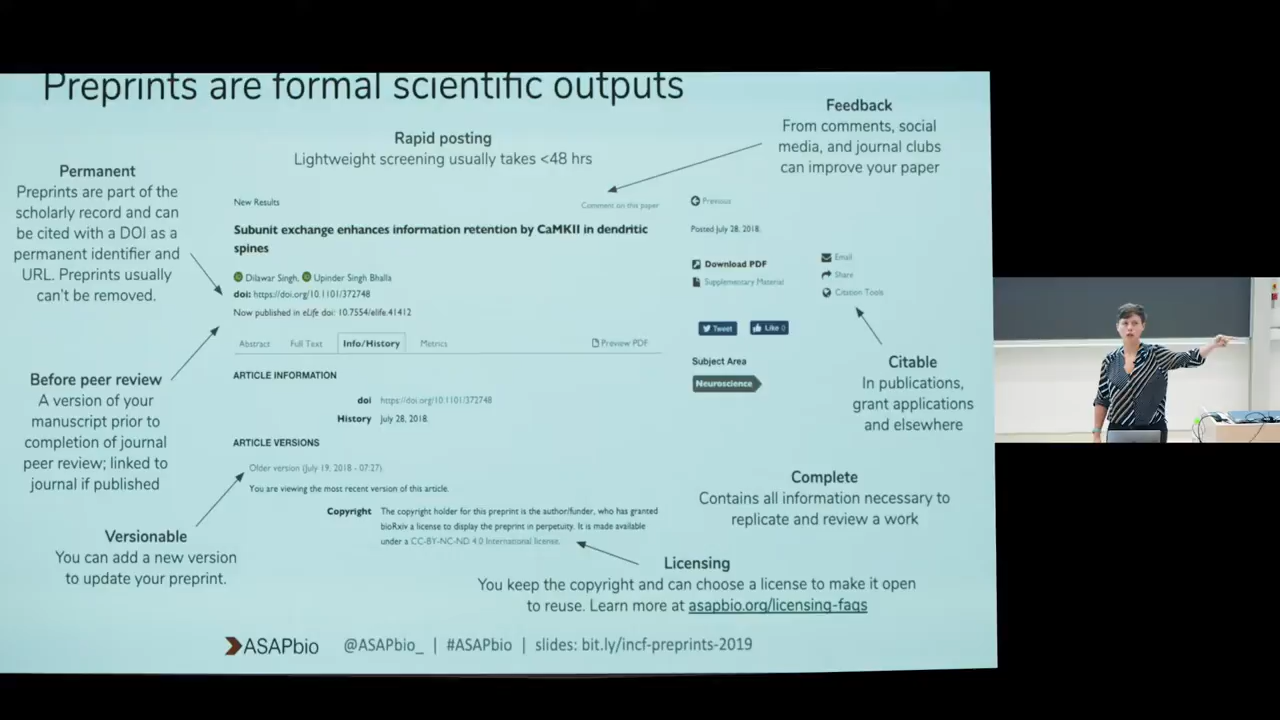 Preprints are formal scientific outputs
Rapid posting
Lightweight screening usually takes <48 hrs
Feedback
From comments, social
media, and journal clubs
can improve your paper
Permanent
Preprints are part of the
scholarly record and can
be cited with a DOI as a
permanent identifier and
URL. Preprints usually
can't be removed.
Before peer review
A version of your
manuscript prior to
completion of journal
peer review; linked to
journal if published
Versionable
You can add a new version
to update your preprint.
New Results
Comment on this paper
Subunit exchange enhances information retention by CaMKII in dendritic
spines
Dilawar Singh, Upinder Singh Bhalla
doi: https://doi.org/10.1101/372748
Now published in eLife doi: 10.7554/elife.41412
Abstract Full Text Info/History Metrics Preview PDF
ARTICLE INFORMATION
doi https://doi.org/10.1101/372748
History July 28, 2018.
ARTICLE VERSIONS
Older version (July 19, 2018 - 07:27).
You are viewing the most recent version of this article.
Copyright The copyright holder for this preprint is the author/funder, who has granted
bioRxiv a license to display the preprint in perpetuity. It is made available
under a CC-BY-NC-ND 4.0 International license.
Previous
Posted July 28, 2018.
Download PDF
Supplementary Material
Email
Share
Citation Tools
Tweet
Like 0
Subject Area
Neuroscience
Citable
In publications,
grant applications
and elsewhere
Complete
Contains all information necessary to
replicate and review a work
Licensing
You keep the copyright and can choose a license to make it open
to reuse. Learn more at asapbio.org/licensing-faqs
ASAPbio @ASAPbio_ | #ASAPbio | slides: bit.ly/incf-preprints-2019